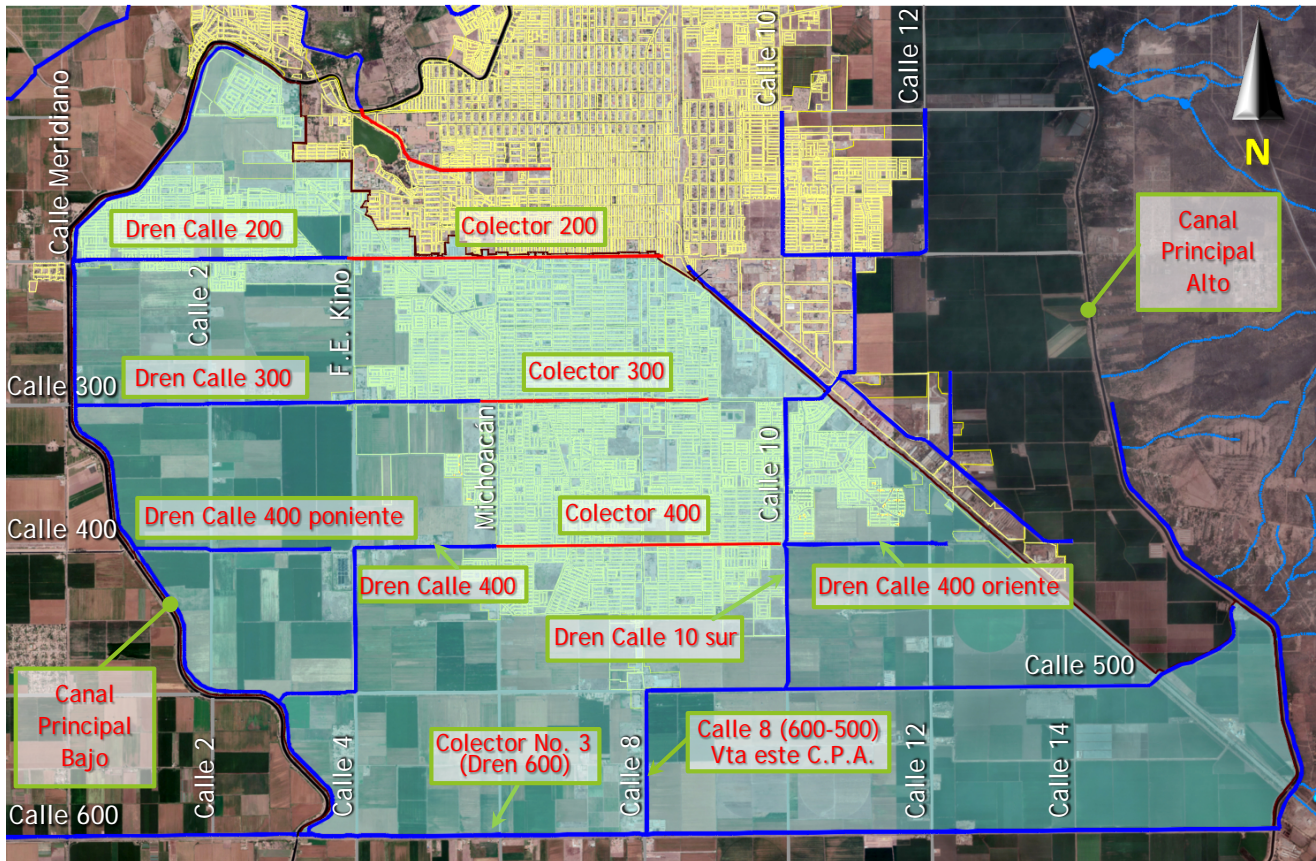 Calle Meridiano
Calle 10
Calle 12
N
Dren Calle 200
Colector 200
Canal
Principal
Alto
Calle 2
F.E. Kino
Dren Calle 300
Colector 300
Calle 300
Michoacán
Calle 10
Dren Calle 400 poniente
Colector 400
Calle 400
Dren Calle 400
Dren Calle 400 oriente
Dren Calle 10 sur
Calle 500
Canal
Principal
Bajo
Calle 2
Calle 4
Colector No. 3
(Dren 600)
Calle 8
Calle 8 (600-500)
Vta este C.P.A.
Calle 12
Calle 14
Calle 600